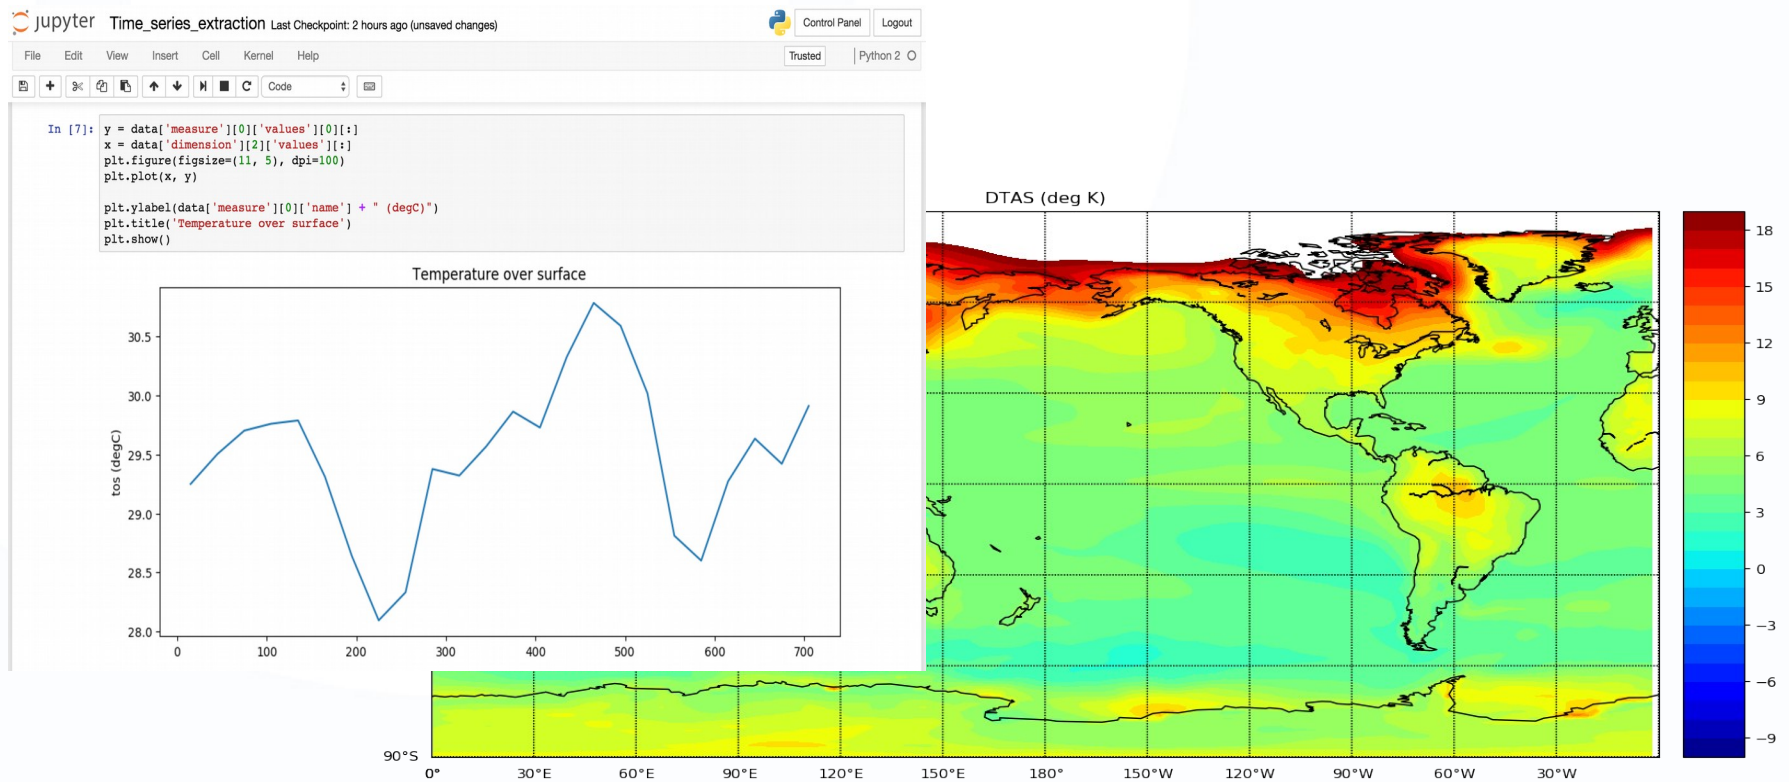 jupyter Time_series_extraction Last Checkpoint: 2 hours ago (unsaved changes) Control Panel Logout
File Edit View Insert Cell Kernel Help Trusted Python 2
Code
In [7]: y = data['measure'][0]['values'][0][:]
x = data['dimension'][2]['values'][:]
plt.figure(figsize=(11, 5), dpi=100)
plt.plot(x, y)
plt.ylabel(data['measure'][0]['name'] + " (degC)")
plt.title('Temperature over surface')
plt.show()
Temperature over surface
30.5
30.0
29.5
29.0
28.5
28.0
tos (degC)
0 100 200 300 400 500 600 700
DTAS (deg K)
18
15
12
9
6
3
0
−3
−6
−9
90°S
0° 30°E 60°E 90°E 120°E 150°E 180° 150°W 120°W 90°W 60°W 30°W